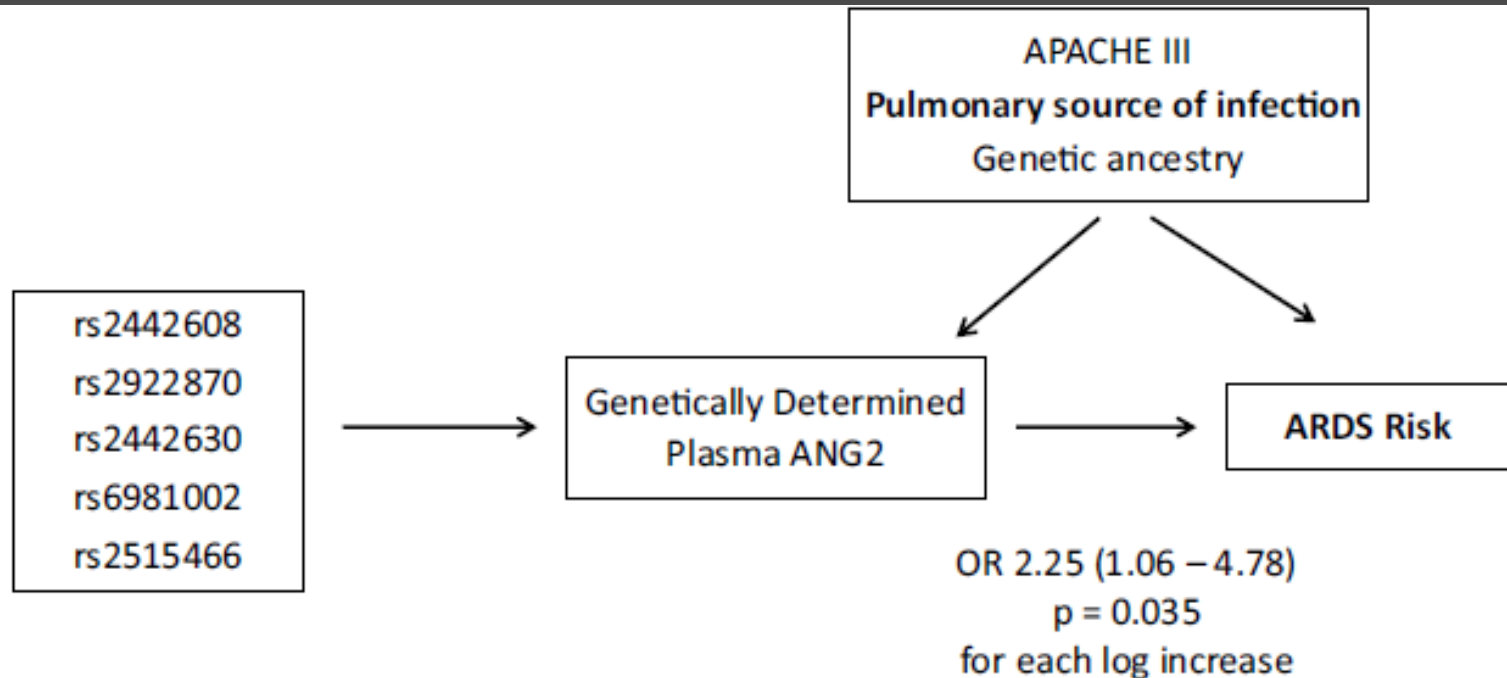 APACHE III
Pulmonary source of infection
Genetic ancestry
rs2442608
rs2922870
rs2442630
rs6981002
rs2515466
Genetically Determined
Plasma ANG2
ARDS Risk
OR 2.25 (1.06 – 4.78)
p = 0.035
for each log increase